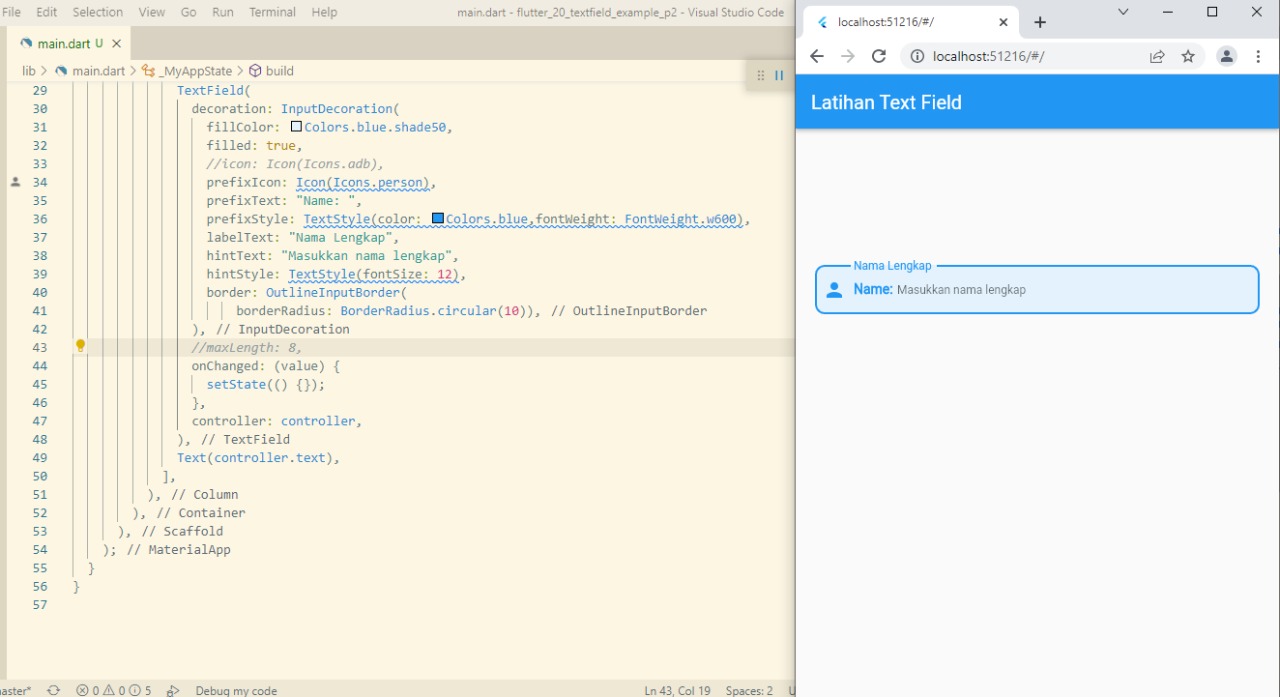 File Edit Selection View Go Run Terminal Help main.dart - flutter_20_textfield_example_p2 - Visual Studio Code
main.dart U
lib > main.dart > _MyAppState > build
29 TextField(
30 decoration: InputDecoration(
31 fillColor: Colors.blue.shade50,
32 filled: true,
33 //icon: Icon(Icons.adb),
34 prefixIcon: Icon(Icons.person),
35 prefixText: "Name: ",
36 prefixStyle: TextStyle(color: Colors.blue,fontWeight: FontWeight.w600),
37 labelText: "Nama Lengkap",
38 hintText: "Masukkan nama lengkap",
39 hintStyle: TextStyle(fontSize: 12),
40 border: OutlineInputBorder(
41 borderRadius: BorderRadius.circular(10)), // OutlineInputBorder
42 ), // InputDecoration
43 //maxLength: 8,
44 onChanged: (value) {
45 setState(() {});
46 },
47 controller: controller,
48 ), // TextField
49 Text(controller.text),
50 ],
51 ), // Column
52 ), // Container
53 ), // Scaffold
54 ); // MaterialApp
55 }
56 }
57
aster* 0 0 5 Debug my code Ln 43, Col 19 Spaces: 2
localhost:51216/#/
localhost:51216/#/
Latihan Text Field
Nama Lengkap
Name: Masukkan nama lengkap